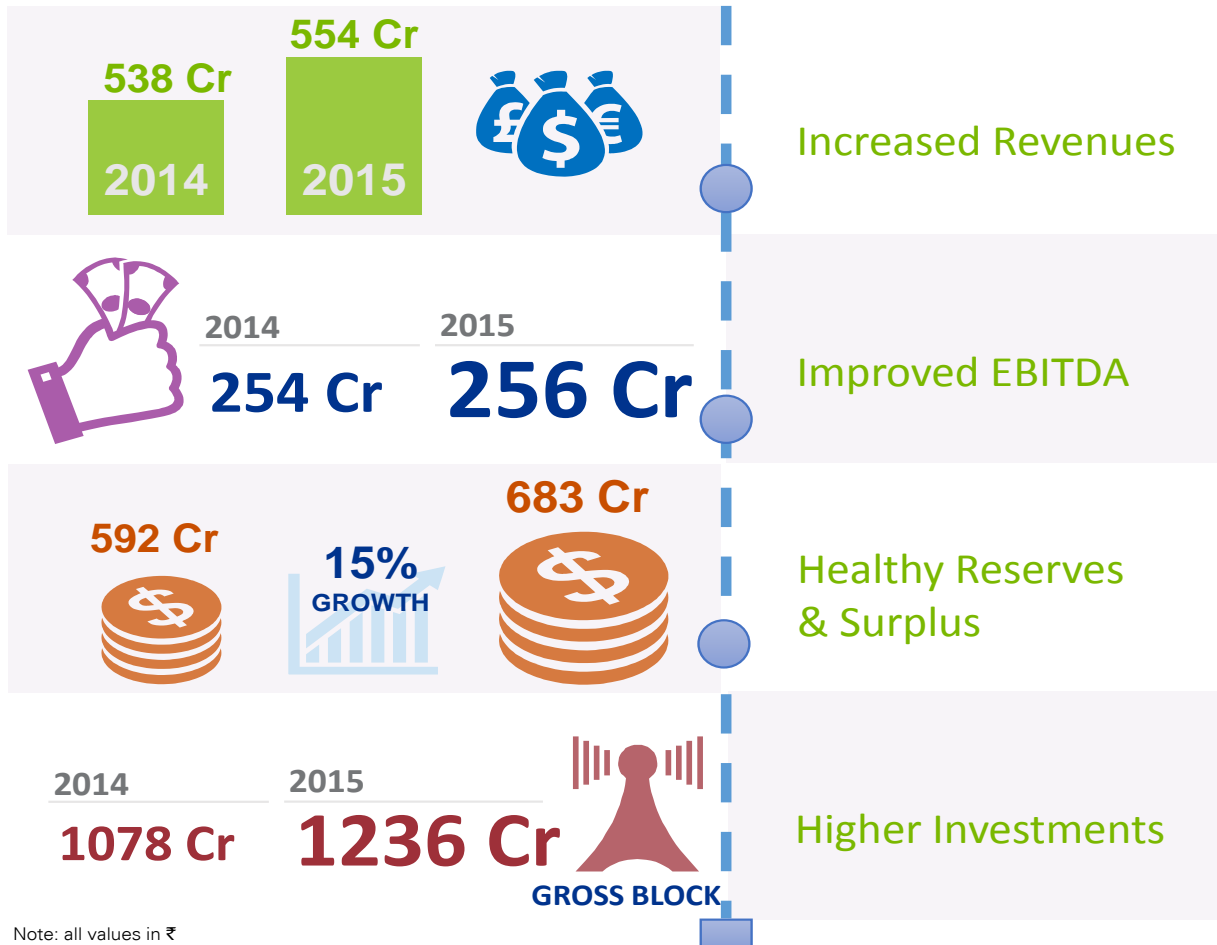 538 Cr
554 Cr
2014
2015
£ $ €
Increased Revenues
2014
2015
254 Cr
256 Cr
Improved EBITDA
592 Cr
683 Cr
15%
GROWTH
$
$
Healthy Reserves
& Surplus
2014
2015
1078 Cr
1236 Cr
GROSS BLOCK
Higher Investments
Note: all values in ₹